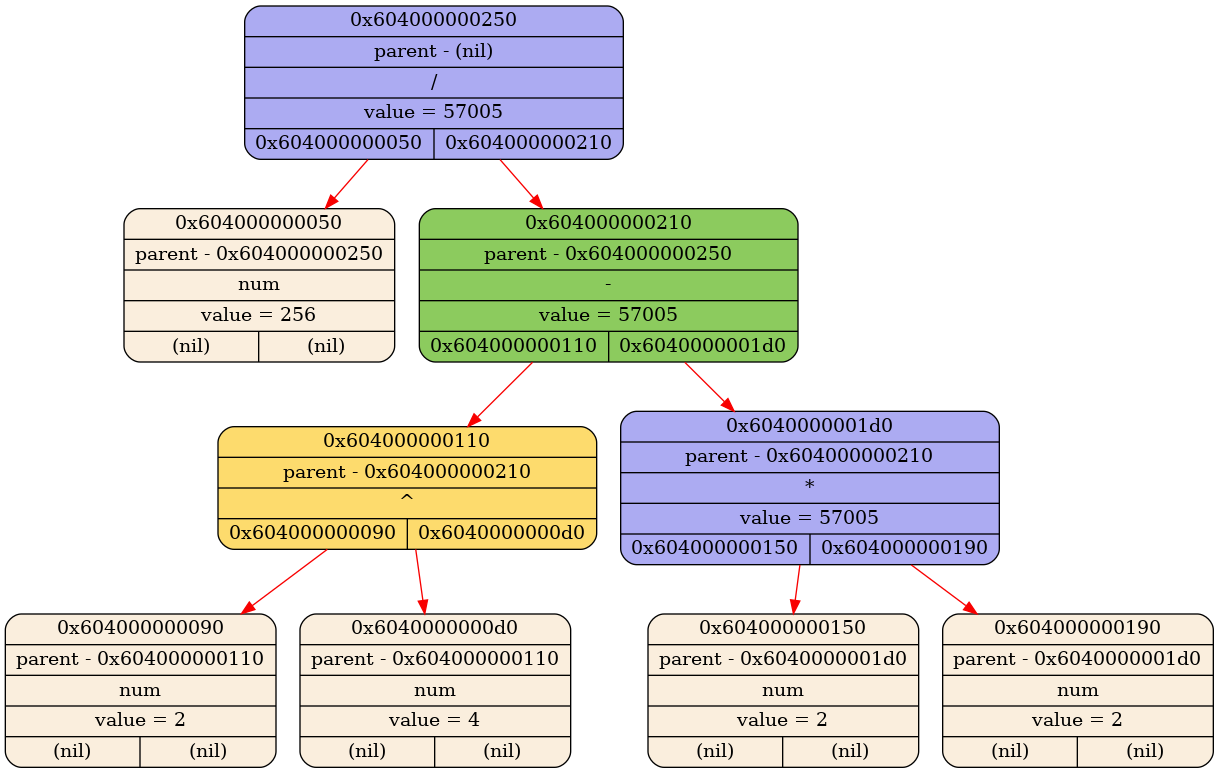 0x604000000250
parent - (nil)
/
value = 57005
0x604000000050 0x604000000210
0x604000000050
parent - 0x604000000250
num
value = 256
(nil) (nil)
0x604000000210
parent - 0x604000000250
-
value = 57005
0x604000000110 0x6040000001d0
0x604000000110
parent - 0x604000000210
^
0x604000000090 0x6040000000d0
0x6040000001d0
parent - 0x604000000210
*
value = 57005
0x604000000150 0x604000000190
0x604000000090
parent - 0x604000000110
num
value = 2
(nil) (nil)
0x6040000000d0
parent - 0x604000000110
num
value = 4
(nil) (nil)
0x604000000150
parent - 0x6040000001d0
num
value = 2
(nil) (nil)
0x604000000190
parent - 0x6040000001d0
num
value = 2
(nil) (nil)